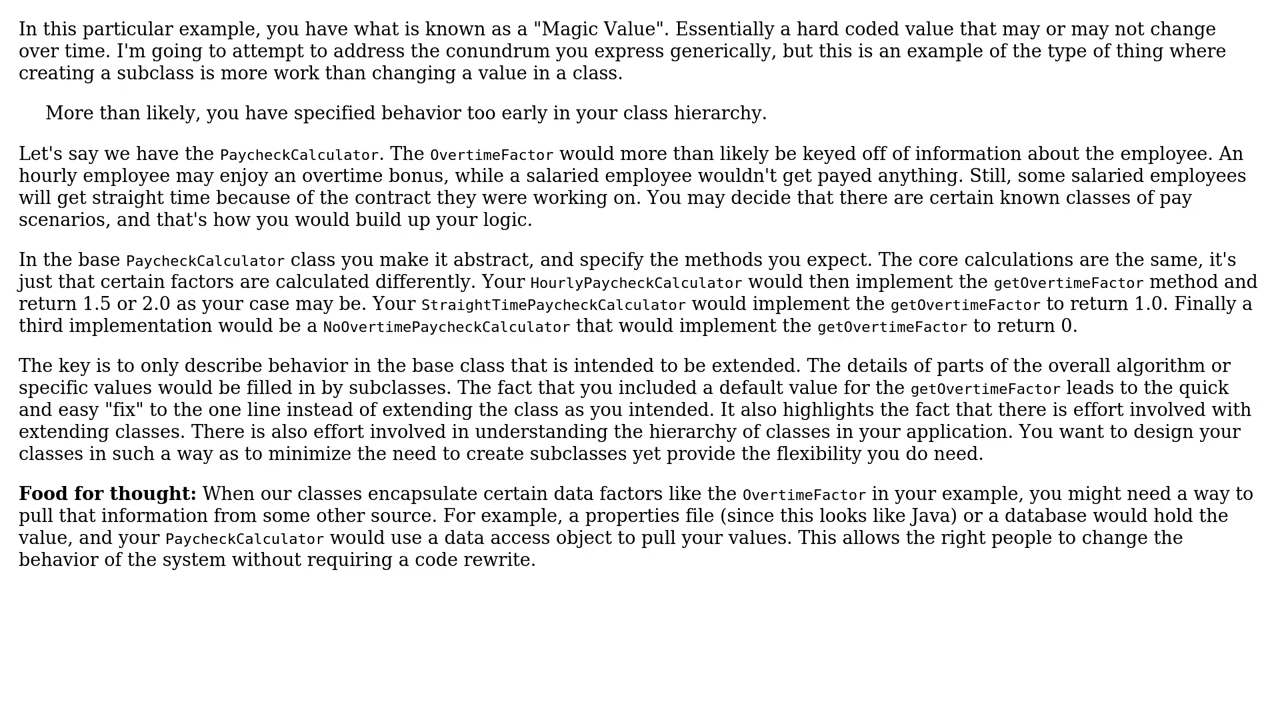 In this particular example, you have what is known as a "Magic Value". Essentially a hard coded value that may or may not change
over time. I'm going to attempt to address the conundrum you express generically, but this is an example of the type of thing where
creating a subclass is more work than changing a value in a class.
More than likely, you have specified behavior too early in your class hierarchy.
Let's say we have the PaycheckCalculator. The OvertimeFactor would more than likely be keyed off of information about the employee. An
hourly employee may enjoy an overtime bonus, while a salaried employee wouldn't get payed anything. Still, some salaried employees
will get straight time because of the contract they were working on. You may decide that there are certain known classes of pay
scenarios, and that's how you would build up your logic.
In the base PaycheckCalculator class you make it abstract, and specify the methods you expect. The core calculations are the same, it's
just that certain factors are calculated differently. Your HourlyPaycheckCalculator would then implement the getOvertimeFactor method and
return 1.5 or 2.0 as your case may be. Your StraightTimePaycheckCalculator would implement the getOvertimeFactor to return 1.0. Finally a
third implementation would be a NoOvertimePaycheckCalculator that would implement the getOvertimeFactor to return 0.
The key is to only describe behavior in the base class that is intended to be extended. The details of parts of the overall algorithm or
specific values would be filled in by subclasses. The fact that you included a default value for the getOvertimeFactor leads to the quick
and easy "fix" to the one line instead of extending the class as you intended. It also highlights the fact that there is effort involved with
extending classes. There is also effort involved in understanding the hierarchy of classes in your application. You want to design your
classes in such a way as to minimize the need to create subclasses yet provide the flexibility you do need.
Food for thought: When our classes encapsulate certain data factors like the OvertimeFactor in your example, you might need a way to
pull that information from some other source. For example, a properties file (since this looks like Java) or a database would hold the
value, and your PaycheckCalculator would use a data access object to pull your values. This allows the right people to change the
behavior of the system without requiring a code rewrite.